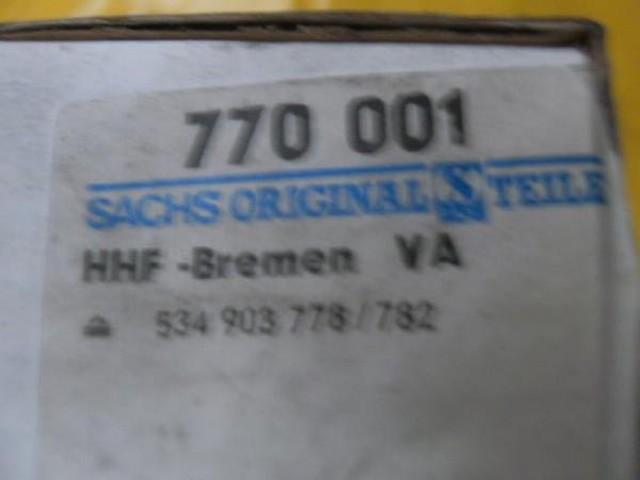 770 001
SACHS ORIGINAL S TEILE
HHF -Bremen VA
≙ 534 903 778/782